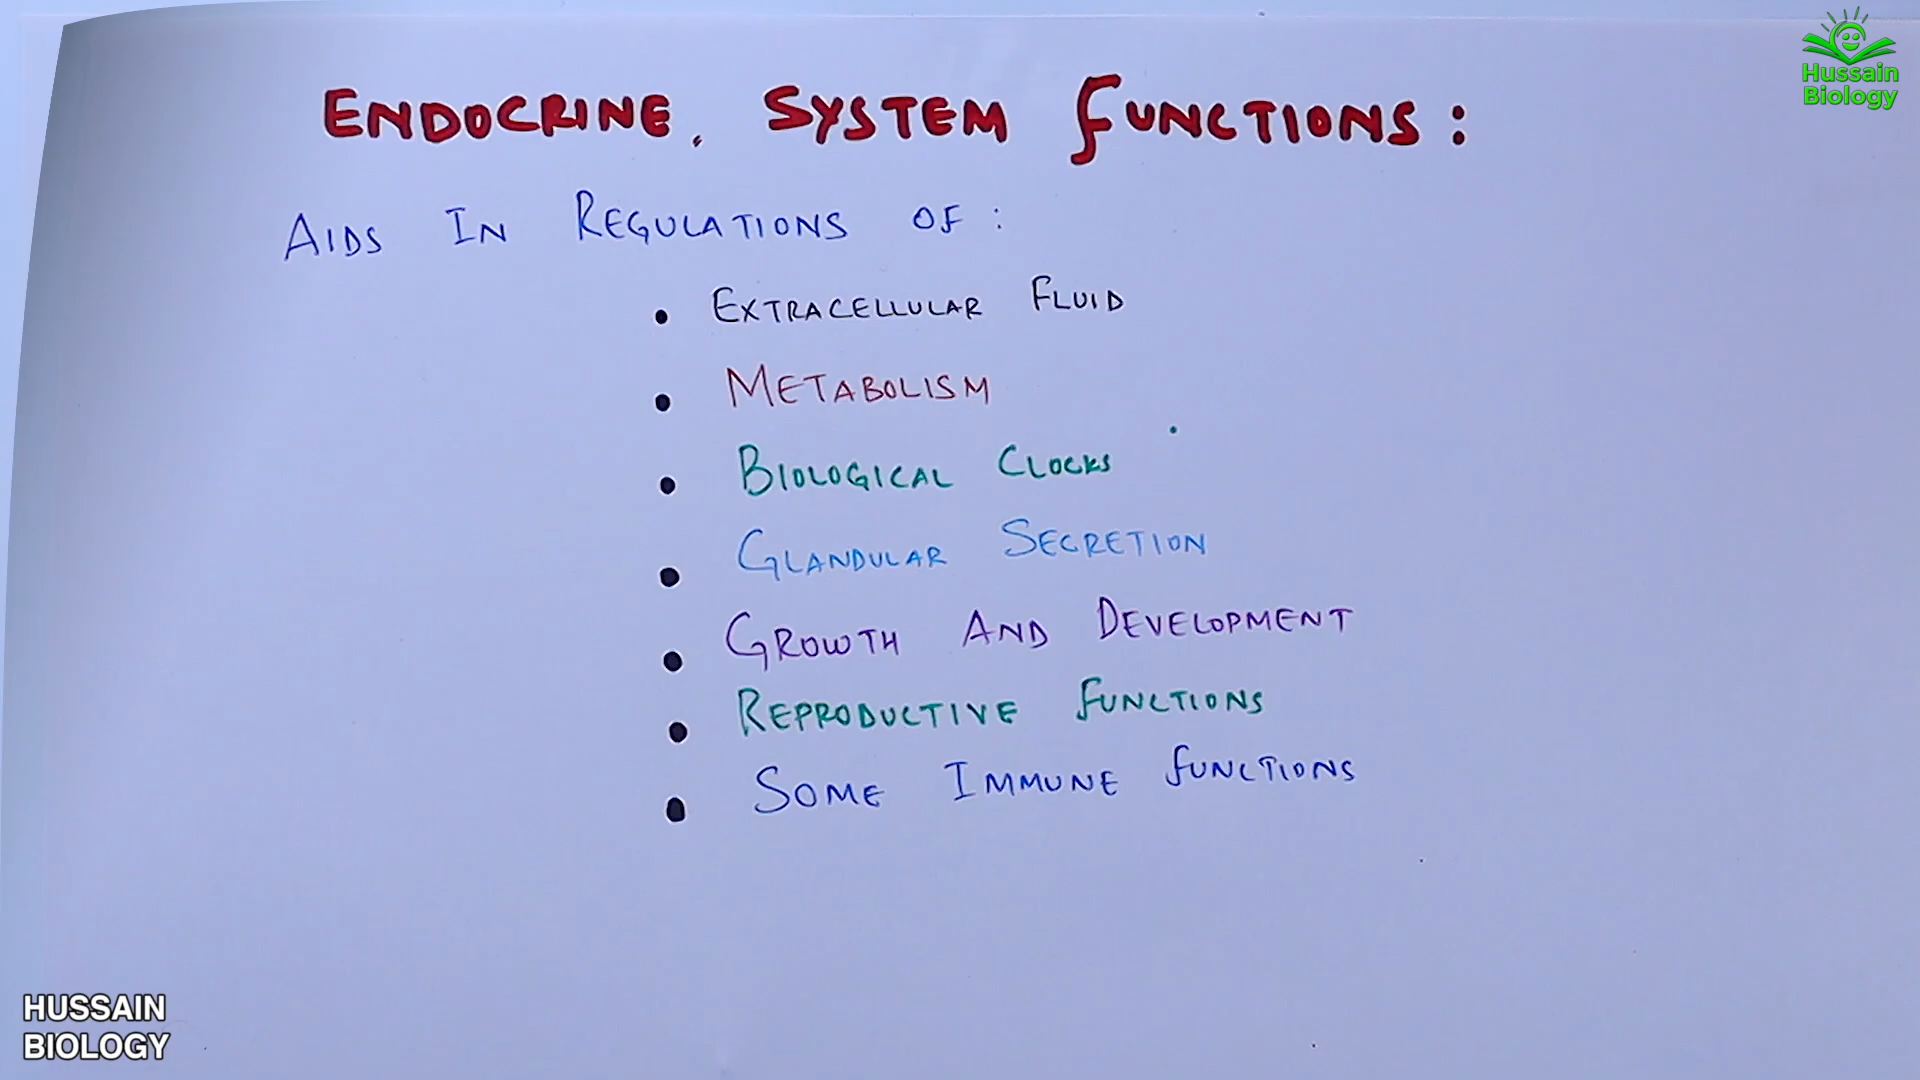 Hussain
Biology
ENDOCRINE. SYSTEM FUNCTIONS:
AIDS IN REGULATIONS OF:
• EXTRACELLULAR FLUID
• METABOLISM
• BIOLOGICAL CLOCKS
• GLANDULAR SECRETION
• GROWTH AND DEVELOPMENT
• REPRODUCTIVE FUNCTIONS
• SOME IMMUNE FUNCTIONS
HUSSAIN
BIOLOGY